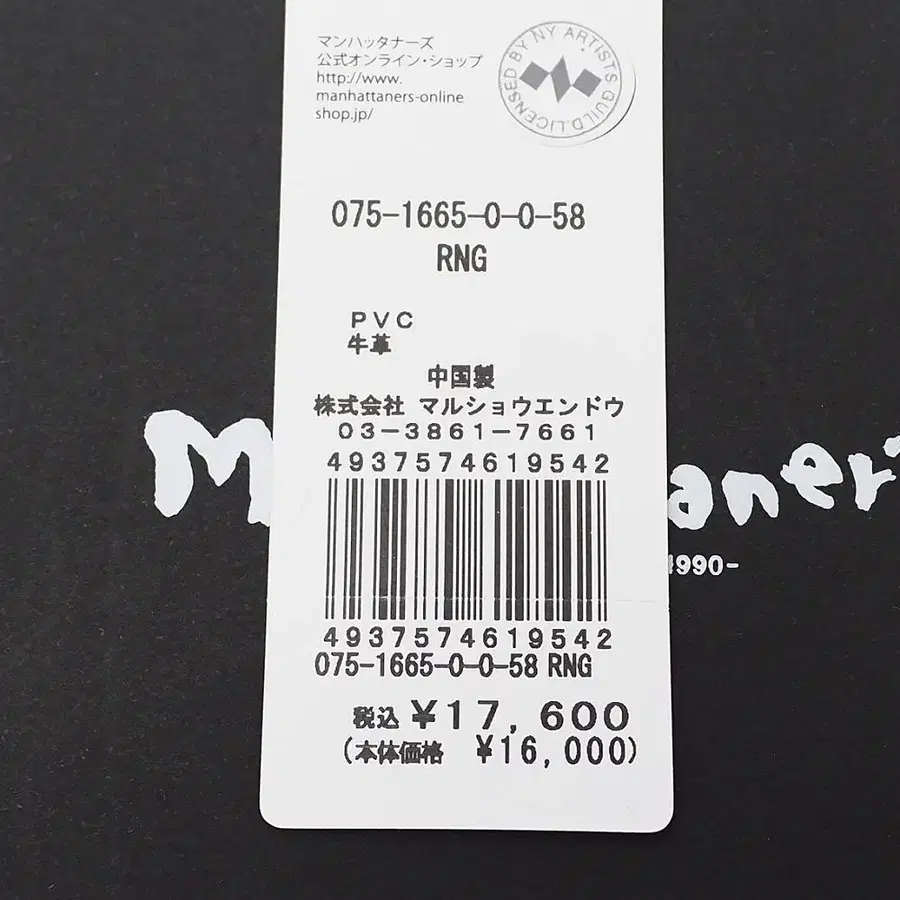 マンハッタナーズ
公式オンライン・ショップ
http://www.
manhattaners-online
shop.jp/
LICENSED BY NY ARTISTS GUILD.
075-1665-0-0-58
RNG
PVC
牛革
中国製
株式会社 マルショウエンドウ
03-3861-7661
4937574619542
4937574619542
075-1665-0-0-58 RNG
税込 ¥17,600
(本体価格 ¥16,000)
M
aner
1990-